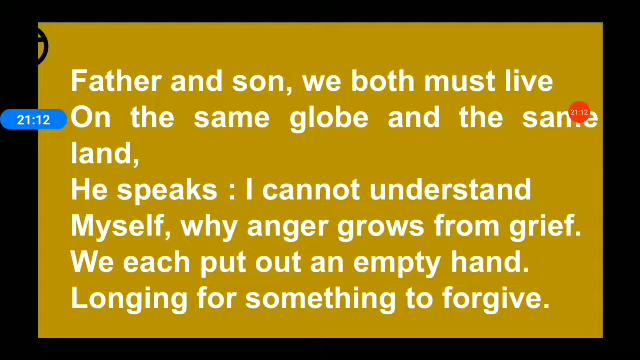 Father and son, we both must live
21:12 On the same globe and the same 21:12
land,
He speaks : I cannot understand
Myself, why anger grows from grief.
We each put out an empty hand.
Longing for something to forgive.